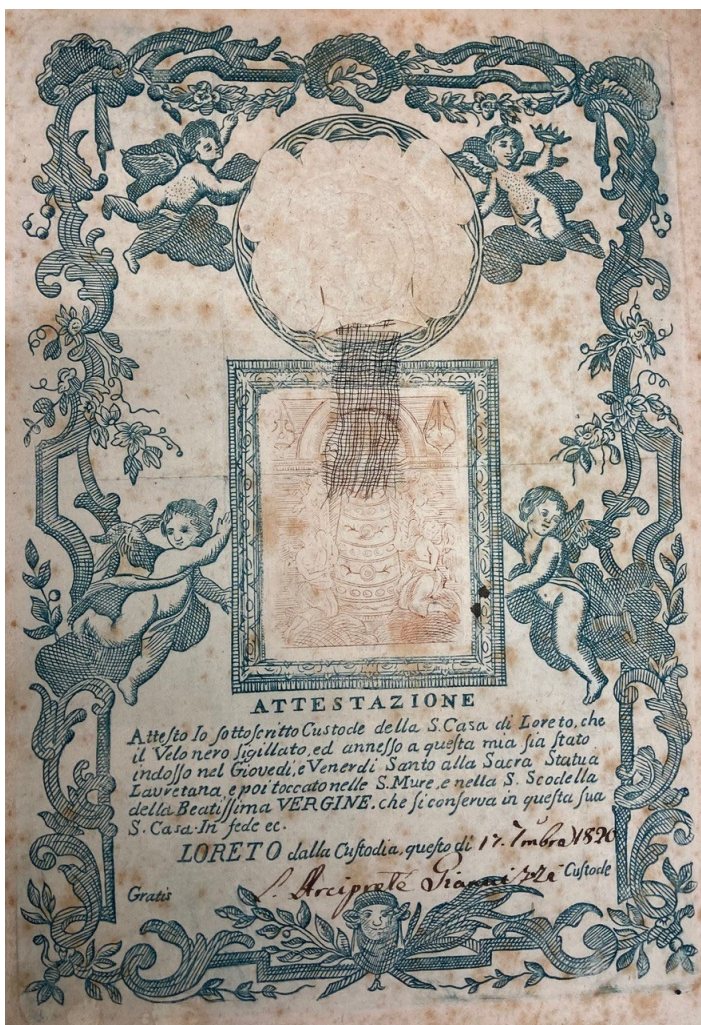 ATTESTAZIONE
Atteſto Io ſottoſcritto Cuſtode della S. Caſa di Loreto, che
il Velo nero ſigillato, ed anneſſo a queſta mia ſia ſtato
indoſſo nel Giovedì, e Venerdì Santo alla Sacra Statua
Lauretana, e poi toccato nelle S. Mure, e nella S. Scodella
della Beatiſſima VERGINE, che ſi conſerva in queſta ſua
S. Caſa. In fede ec.
LORETO dalla Cuſtodia, queſto dì 17. 7mbre 1820
L. Arciprete Custode
Gratis